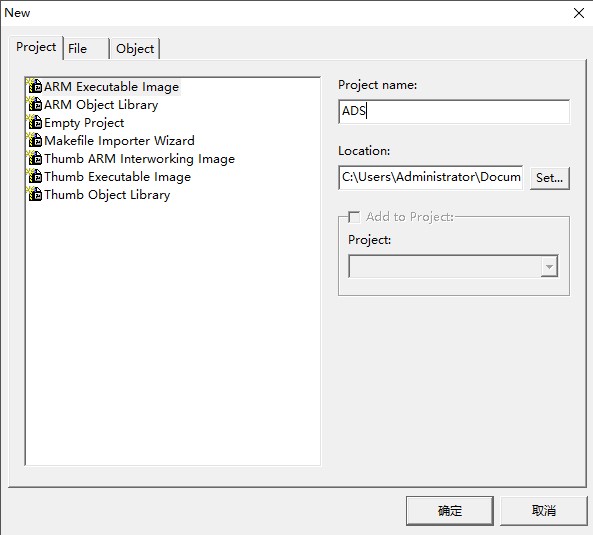 New
Project File Object
ARM Executable Image
ARM Object Library
Empty Project
Makefile Importer Wizard
Thumb ARM Interworking Image
Thumb Executable Image
Thumb Object Library
Project name:
ADS
Location:
C:\Users\Administrator\Docum
Set...
Add to Project:
Project:
确定 取消